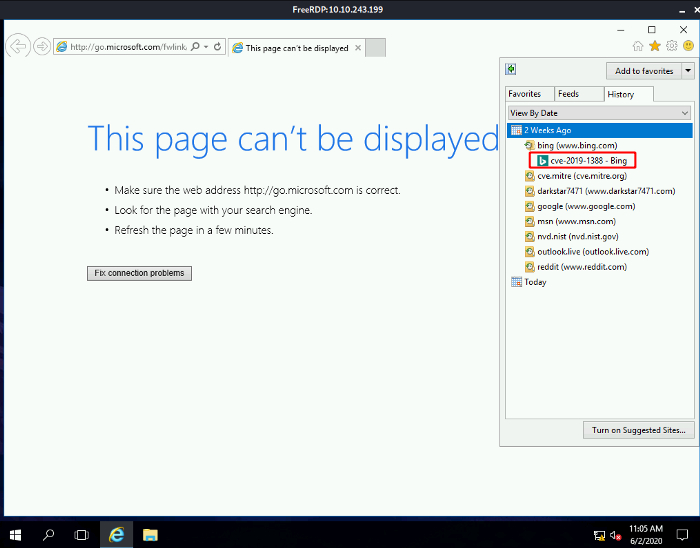 FreeRDP:10.10.243.199
http://go.microsoft.com/fwlink/
This page can't be displayed
Add to favorites
Favorites Feeds History
View By Date
2 Weeks Ago
bing (www.bing.com)
cve-2019-1388 - Bing
cve.mitre (cve.mitre.org)
darkstar7471 (www.darkstar7471.com)
google (www.google.com)
msn (www.msn.com)
nvd.nist (nvd.nist.gov)
outlook.live (outlook.live.com)
reddit (www.reddit.com)
Today
Turn on Suggested Sites...
This page can't be displayed
• Make sure the web address http://go.microsoft.com is correct.
• Look for the page with your search engine.
• Refresh the page in a few minutes.
Fix connection problems
11:05 AM
6/2/2020